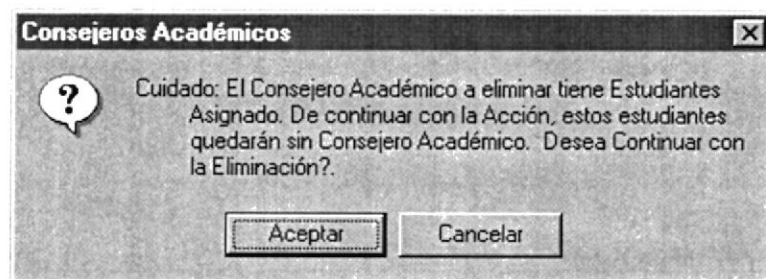 Consejeros Académicos
Cuidado: El Consejero Académico a eliminar tiene Estudiantes
Asignado. De continuar con la Acción, estos estudiantes
quedarán sin Consejero Académico. Desea Continuar con
la Eliminación?.
Aceptar Cancelar